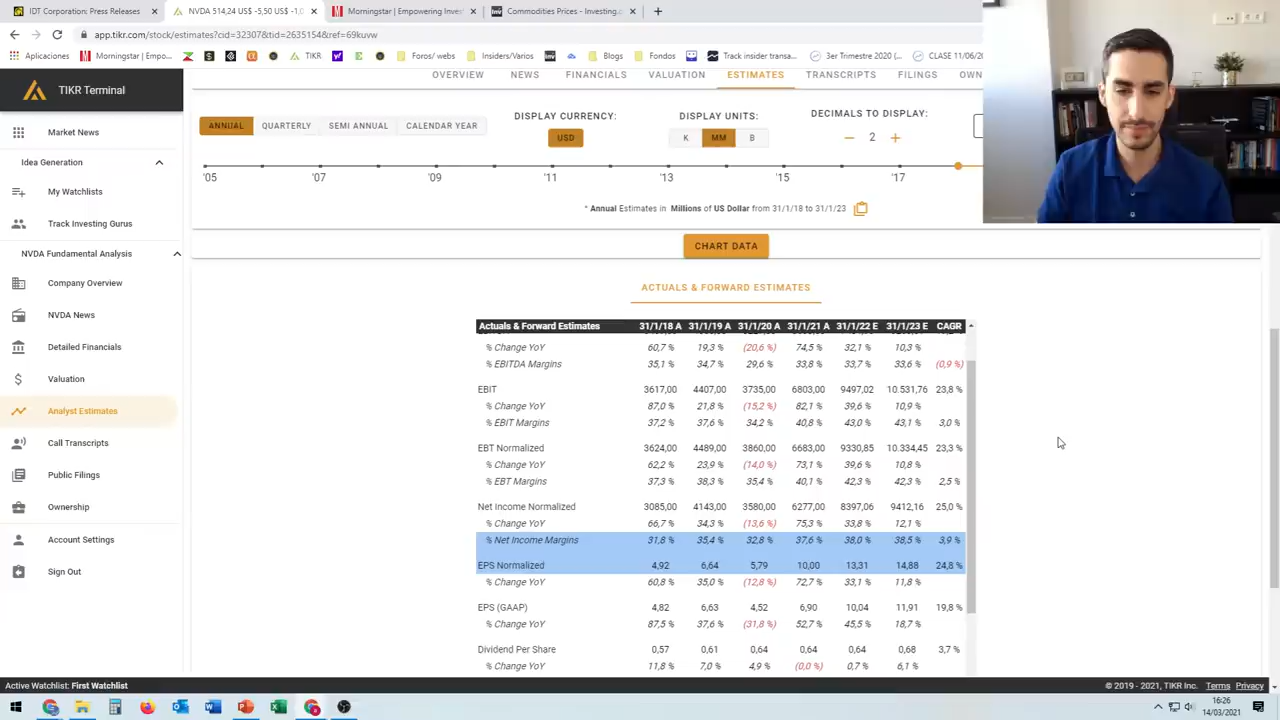 IDT Corporation: Press Releases
NVDA 514,24 US$ -5,50 US$ -1.0
Morningstar | Empowering Inves
Commodities Prices - Investing.c
app.tikr.com/stock/estimates?cid=32307&tid=2635154&ref=69kuvw
Aplicaciones
Morningstar | Empo...
TIKR
Foros/ webs
Insiders/Varios
Blogs
Fondos
Track insider transa...
3er Trimestre 2020 (...
CLASE 11/06/
TIKR Terminal
OVERVIEW NEWS FINANCIALS VALUATION ESTIMATES TRANSCRIPTS FILINGS OWN
Market News
Idea Generation
My Watchlists
Track Investing Gurus
NVDA Fundamental Analysis
Company Overview
NVDA News
Detailed Financials
Valuation
Analyst Estimates
Call Transcripts
Public Filings
Ownership
Account Settings
Sign Out
ANNUAL QUARTERLY SEMI ANNUAL CALENDAR YEAR
DISPLAY CURRENCY:
USD
DISPLAY UNITS:
K MM B
DECIMALS TO DISPLAY:
− 2 +
'05 '07 '09 '11 '13 '15 '17
* Annual Estimates in Millions of US Dollar from 31/1/18 to 31/1/23
CHART DATA
ACTUALS & FORWARD ESTIMATES
Actuals & Forward Estimates 31/1/18 A 31/1/19 A 31/1/20 A 31/1/21 A 31/1/22 E 31/1/23 E CAGR
% Change YoY 60,7 % 19,3 % (20,6 %) 74,5 % 32,1 % 10,3 %
% EBITDA Margins 35,1 % 34,7 % 29,6 % 33,8 % 33,7 % 33,6 % (0,9 %)
EBIT 3617,00 4407,00 3735,00 6803,00 9497,02 10.531,76 23,8 %
% Change YoY 87,0 % 21,8 % (15,2 %) 82,1 % 39,6 % 10,9 %
% EBIT Margins 37,2 % 37,6 % 34,2 % 40,8 % 43,0 % 43,1 % 3,0 %
EBT Normalized 3624,00 4489,00 3860,00 6683,00 9330,85 10.334,45 23,3 %
% Change YoY 62,2 % 23,9 % (14,0 %) 73,1 % 39,6 % 10,8 %
% EBT Margins 37,3 % 38,3 % 35,4 % 40,1 % 42,3 % 42,3 % 2,5 %
Net Income Normalized 3085,00 4143,00 3580,00 6277,00 8397,06 9412,16 25,0 %
% Change YoY 66,7 % 34,3 % (13,6 %) 75,3 % 33,8 % 12,1 %
% Net Income Margins 31,8 % 35,4 % 32,8 % 37,6 % 38,0 % 38,5 % 3,9 %
EPS Normalized 4,92 6,64 5,79 10,00 13,31 14,88 24,8 %
% Change YoY 60,8 % 35,0 % (12,8 %) 72,7 % 33,1 % 11,8 %
EPS (GAAP) 4,82 6,63 4,52 6,90 10,04 11,91 19,8 %
% Change YoY 87,5 % 37,6 % (31,8 %) 52,7 % 45,5 % 18,7 %
Dividend Per Share 0,57 0,61 0,64 0,64 0,64 0,68 3,7 %
% Change YoY 11,8 % 7,0 % 4,9 % (0,0 %) 0,7 % 6,1 %
Active Watchlist: First Watchlist
© 2019 - 2021, TIKR Inc. Terms Privacy
16:26
14/03/2021